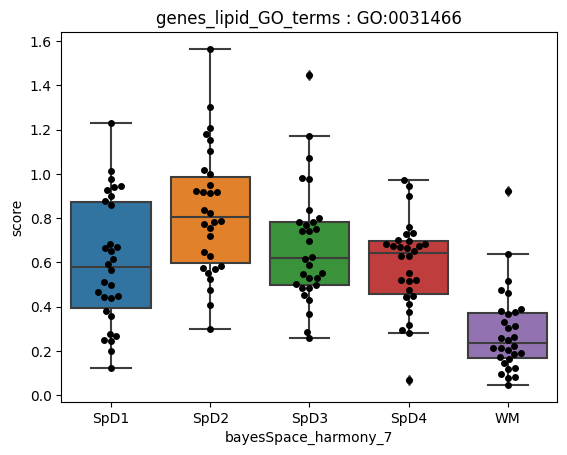 genes_lipid_GO_terms : GO:0031466
score
1.6
1.4
1.2
1.0
0.8
0.6
0.4
0.2
0.0
SpD1 SpD2 SpD3 SpD4 WM
bayesSpace_harmony_7